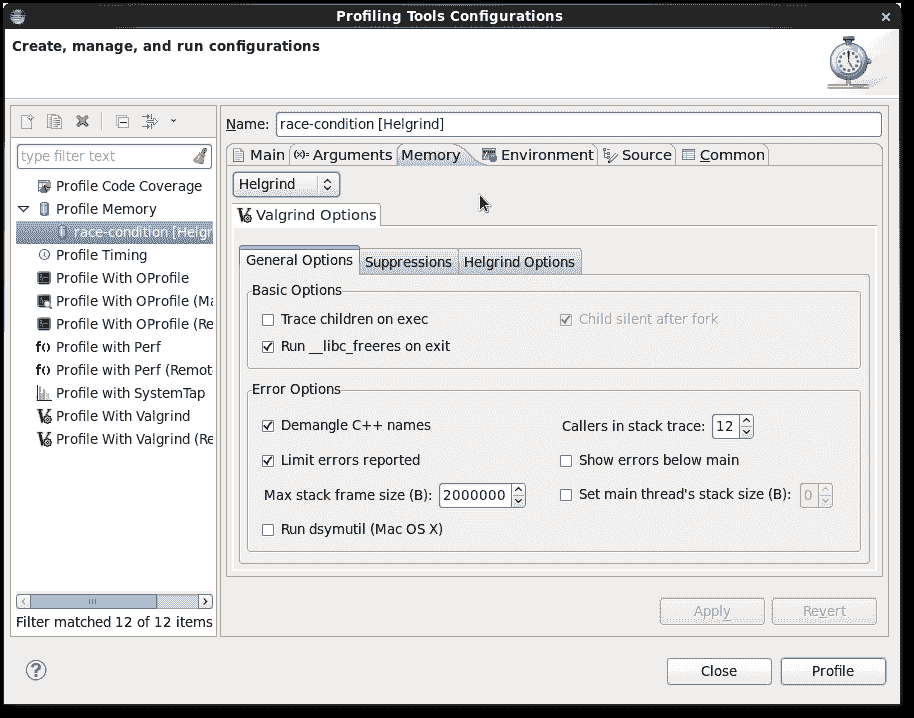 Profiling Tools Configurations
Create, manage, and run configurations
type filter text
Profile Code Coverage
Profile Memory
race-condition [Helgr
Profile Timing
Profile With OProfile
Profile With OProfile (Ma
Profile With OProfile (Re
Profile with Perf
Profile with Perf (Remot
Profile with SystemTap
Profile With Valgrind
Profile With Valgrind (Re
Filter matched 12 of 12 items
Name: race-condition [Helgrind]
Main (x)= Arguments Memory Environment Source Common
Helgrind
Valgrind Options
General Options Suppressions Helgrind Options
Basic Options
Trace children on exec Child silent after fork
Run __libc_freeres on exit
Error Options
Demangle C++ names Callers in stack trace: 12
Limit errors reported Show errors below main
Max stack frame size (B): 2000000 Set main thread's stack size (B): 0
Run dsymutil (Mac OS X)
Apply Revert
Close Profile